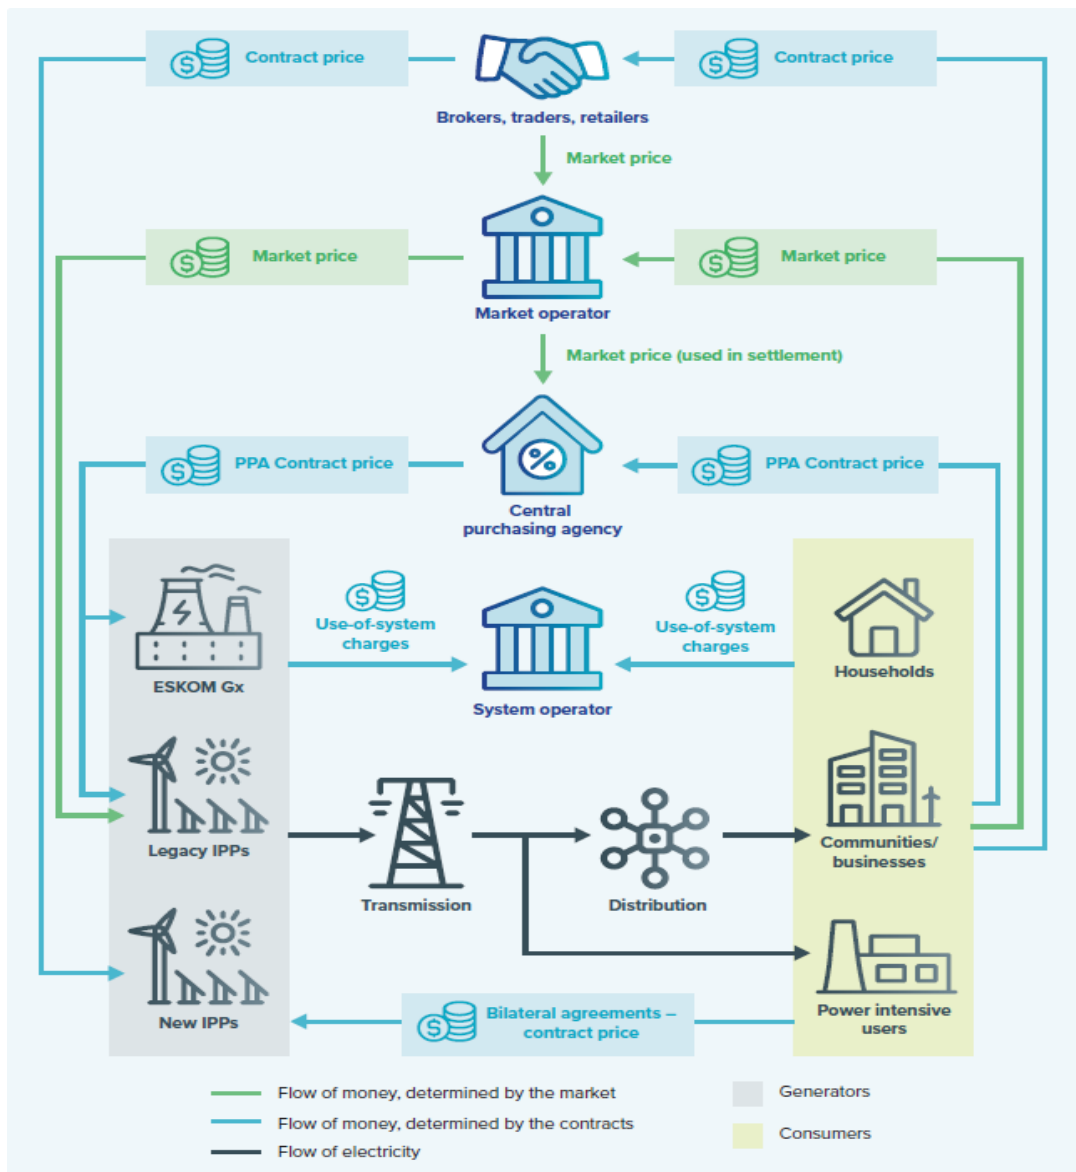 Contract price
Contract price
Brokers, traders, retailers
Market price
Market price
Market price
Market operator
Market price (used in settlement)
PPA Contract price
PPA Contract price
Central
purchasing agency
Use-of-system
charges
Use-of-system
charges
ESKOM Gx
System operator
Households
Legacy IPPs
Transmission
Distribution
Communities/
businesses
New IPPs
Bilateral agreements –
contract price
Power intensive
users
Flow of money, determined by the market
Flow of money, determined by the contracts
Flow of electricity
Generators
Consumers